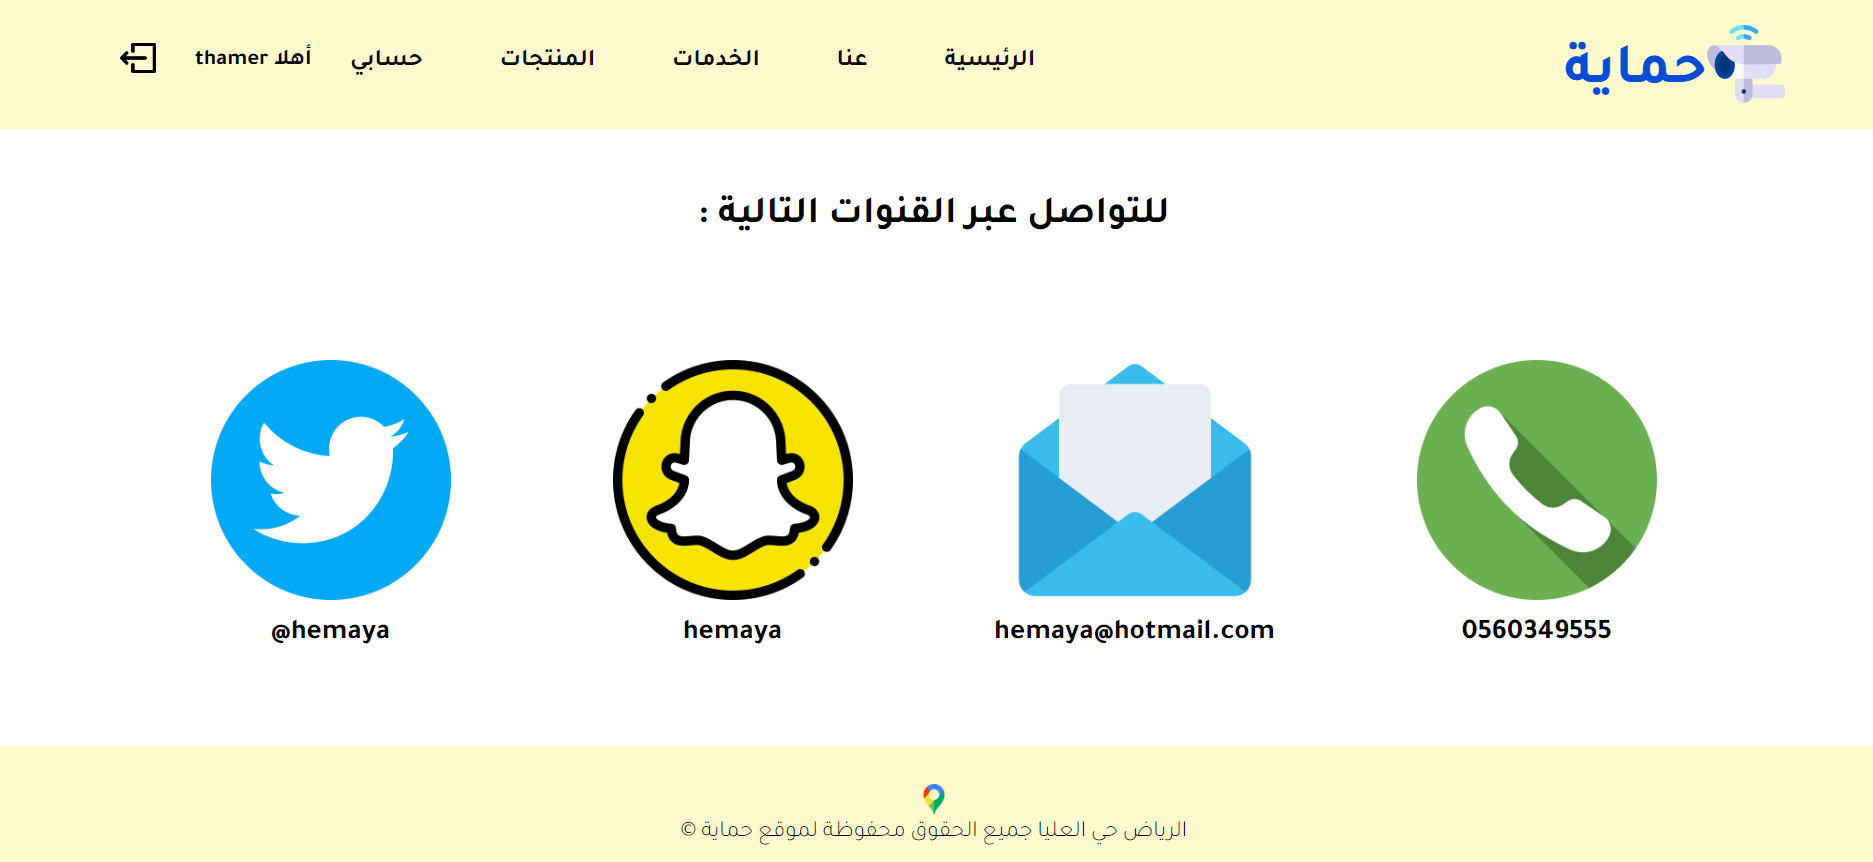 حماية
الرئيسية
عنا
الخدمات
المنتجات
حسابي
أهلا thamer
للتواصل عبر القنوات التالية :
0560349555
hemaya@hotmail.com
hemaya
@hemaya
الرياض حي العليا جميع الحقوق محفوظة لموقع حماية ©